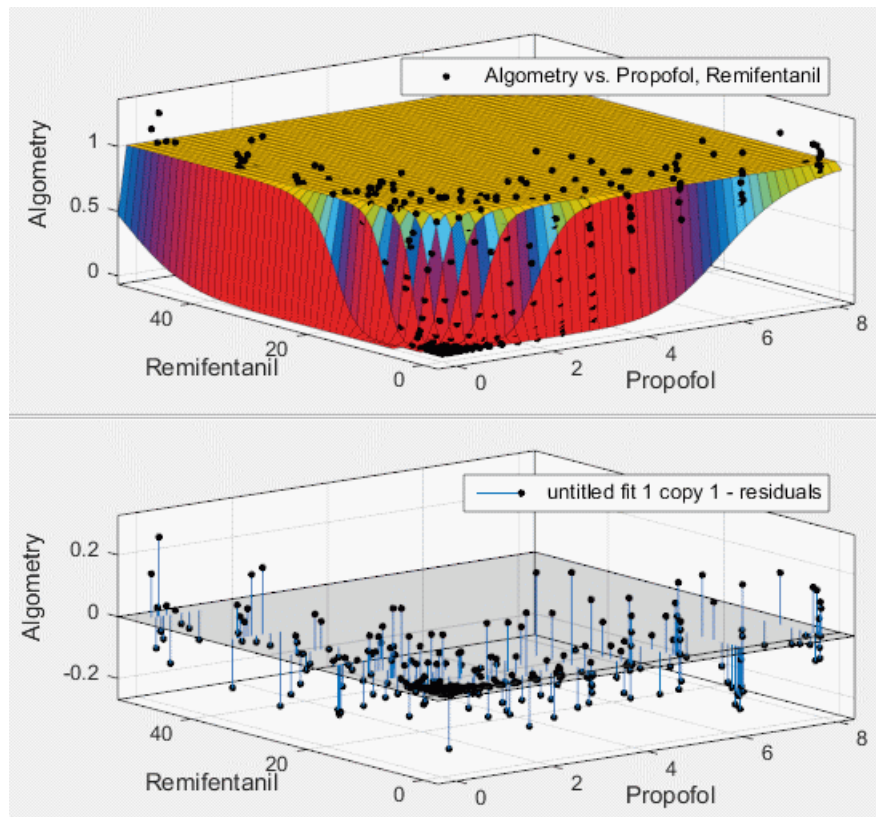 Algometry vs. Propofol, Remifentanil
1
0.5
0
Algometry
40
20
0
Remifentanil
0
2
4
6
8
Propofol
untitled fit 1 copy 1 - residuals
0.2
0
-0.2
Algometry
40
20
0
Remifentanil
0
2
4
6
8
Propofol